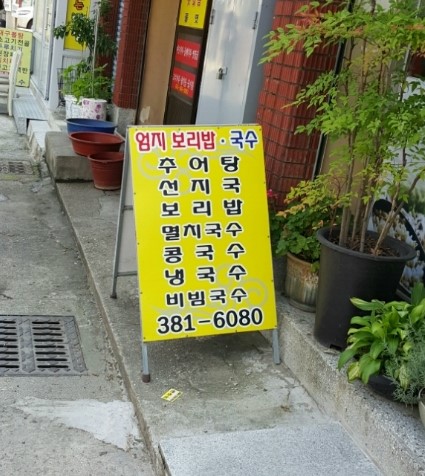 엄지 보리밥 · 국수
추어탕
선지국
보리밥
멸치국수
콩국수
냉국수
비빔국수
381-6080